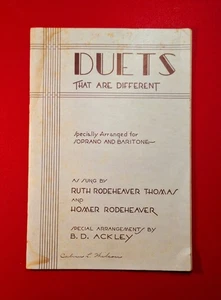 DUETS
THAT ARE DIFFERENT
Specially Arranged for
SOPRANO AND BARITONE
AS SUNG BY
RUTH RODEHEAVER THOMAS
AND
HOMER RODEHEAVER
SPECIAL ARRANGEMENTS BY
B. D. ACKLEY